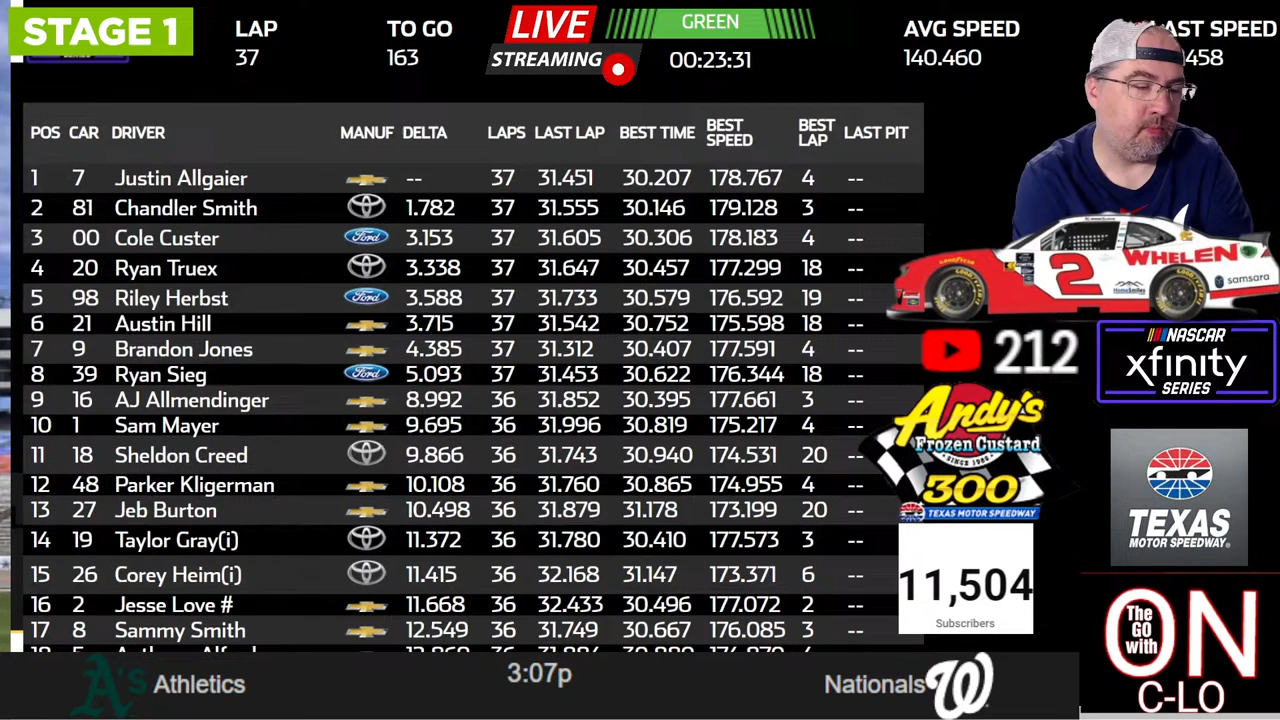 STAGE 1
LAP
37
TO GO
163
LIVE
STREAMING
GREEN
00:23:31
AVG SPEED
140.460
AST SPEED
458
POS CAR DRIVER MANUF DELTA LAPS LAST LAP BEST TIME BEST SPEED BEST LAP LAST PIT
1 7 Justin Allgaier -- 37 31.451 30.207 178.767 4 --
2 81 Chandler Smith 1.782 37 31.555 30.146 179.128 3 --
3 00 Cole Custer Ford 3.153 37 31.605 30.306 178.183 4 --
4 20 Ryan Truex 3.338 37 31.647 30.457 177.299 18 --
5 98 Riley Herbst Ford 3.588 37 31.733 30.579 176.592 19 --
6 21 Austin Hill 3.715 37 31.542 30.752 175.598 18 --
7 9 Brandon Jones 4.385 37 31.312 30.407 177.591 4 --
8 39 Ryan Sieg Ford 5.093 37 31.453 30.622 176.344 18 --
9 16 AJ Allmendinger 8.992 36 31.852 30.395 177.661 3 --
10 1 Sam Mayer 9.695 36 31.996 30.819 175.217 4 --
11 18 Sheldon Creed 9.866 36 31.743 30.940 174.531 20 --
12 48 Parker Kligerman 10.108 36 31.760 30.865 174.955 4 --
13 27 Jeb Burton 10.498 36 31.879 31.178 173.199 20 --
14 19 Taylor Gray(i) 11.372 36 31.780 30.410 177.573 3 --
15 26 Corey Heim(i) 11.415 36 32.168 31.147 173.371 6 --
16 2 Jesse Love # 11.668 36 32.433 30.496 177.072 2 --
17 8 Sammy Smith 12.549 36 31.749 30.667 176.085 3 --
2
WHELEN
samsara
HomeSmiles
212
NASCAR
xfinity
SERIES
Andy's
Frozen Custard
SINCE 1986
300
TEXAS MOTOR SPEEDWAY
TEXAS
MOTOR SPEEDWAY
11,504
Subscribers
The GO with ON
C-LO
A's Athletics
3:07p
Nationals W